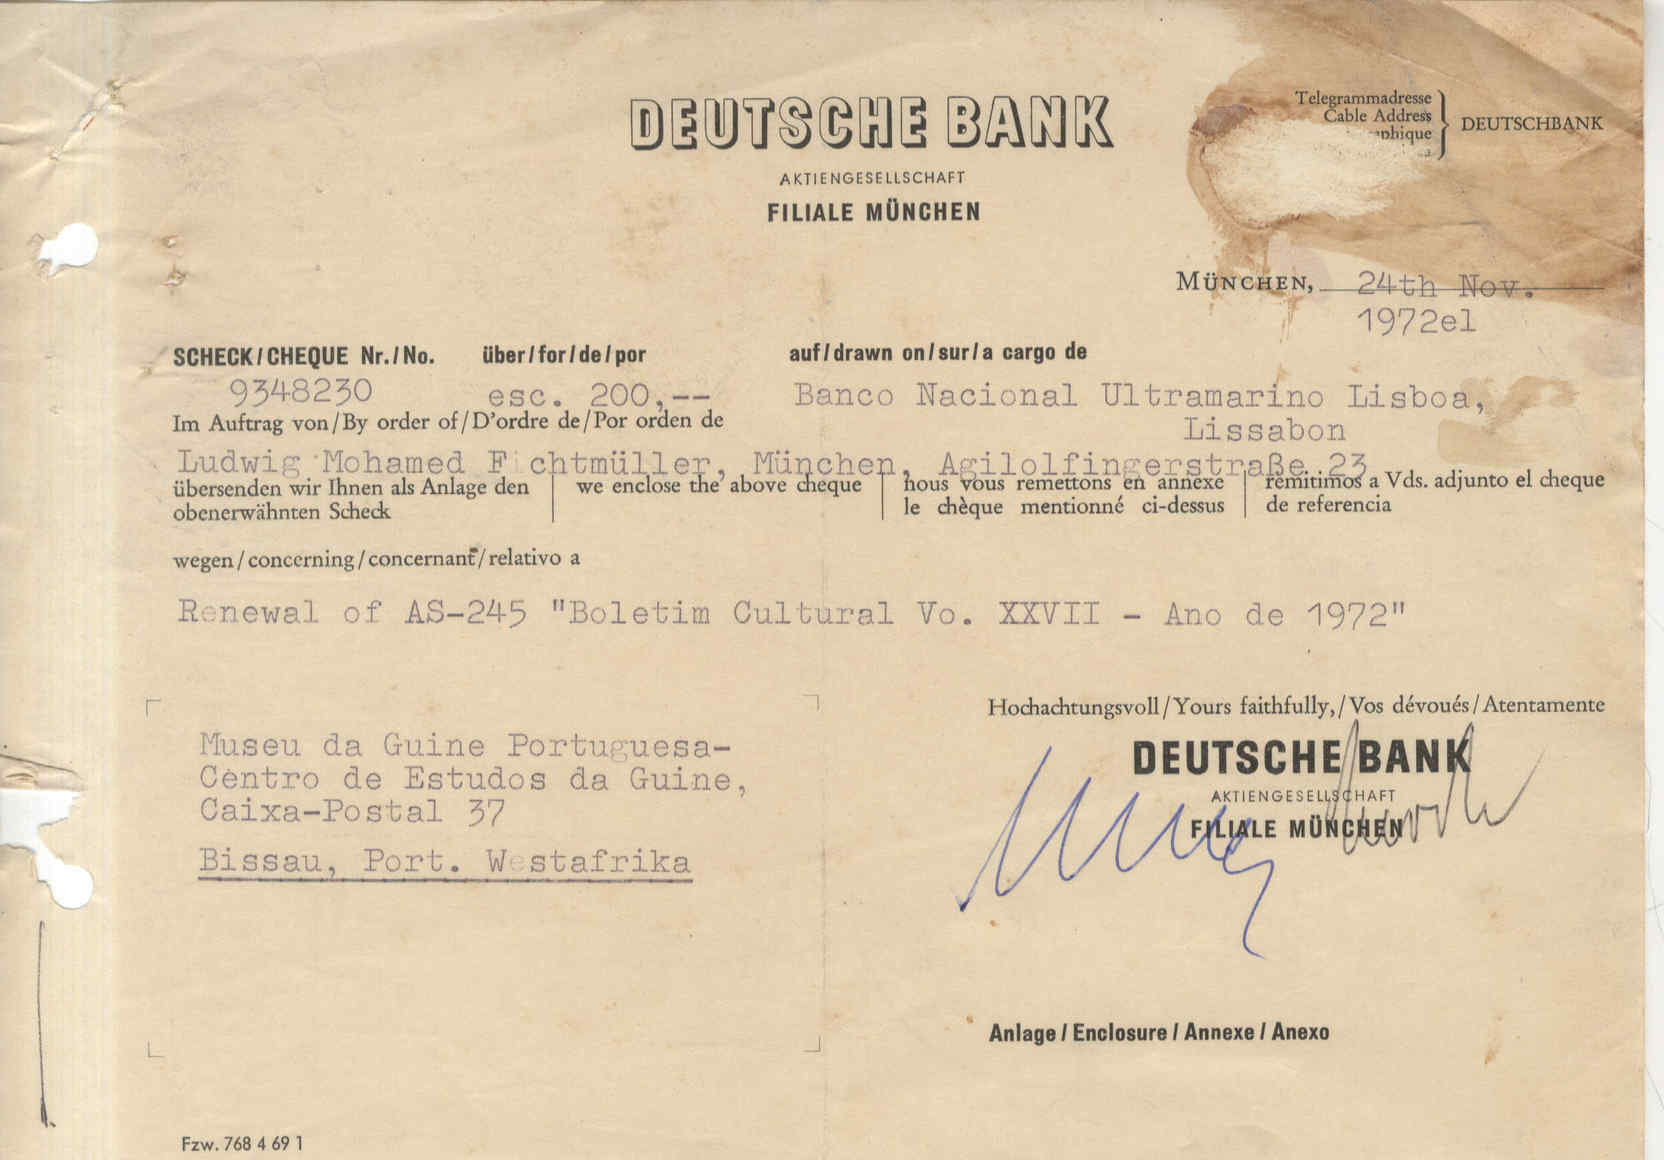 DEUTSCHE BANK
AKTIENGESELLSCHAFT
FILIALE MÜNCHEN
Telegrammadresse
Cable Address
DEUTSCHBANK
MÜNCHEN, 24th Nov.
1972el
SCHECK/CHEQUE Nr./No. über/for/de/por auf/drawn on/sur/a cargo de
9348230 esc. 200,-- Banco Nacional Ultramarino Lisboa,
Lissabon
Im Auftrag von/By order of/D'ordre de/Por orden de
Ludwig Mohamed Fichtmüller, München, Agilolfingerstraße 23
übersenden wir Ihnen als Anlage den
obenerwähnten Scheck
we enclose the above cheque
nous vous remettons en annexe
le chèque mentionné ci-dessus
remitimos a Vds. adjunto el cheque
de referencia
wegen/concerning/concernant/relativo a
Renewal of AS-245 "Boletim Cultural Vo. XXVII - Ano de 1972"
Museu da Guine Portuguesa-
Centro de Estudos da Guine,
Caixa-Postal 37
Bissau, Port. Westafrika
Hochachtungsvoll/Yours faithfully,/Vos dévoués/Atentamente
DEUTSCHE BANK
AKTIENGESELLSCHAFT
FILIALE MÜNCHEN
Anlage/Enclosure/Annexe/Anexo
Fzw. 768 4 69 1